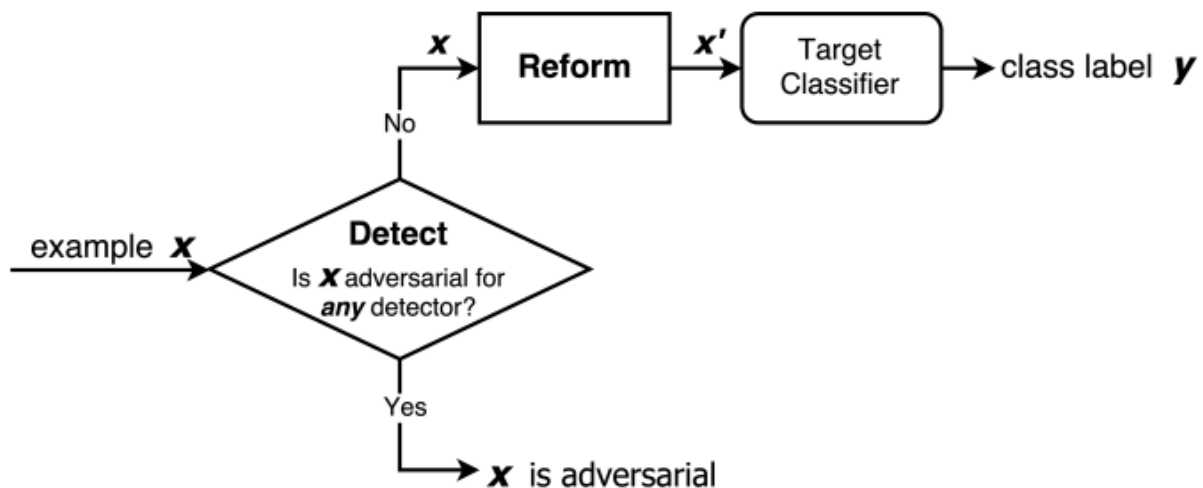 x
Reform
x'
Target
Classifier
class label y
No
example x
Detect
Is x adversarial for
any detector?
Yes
x is adversarial